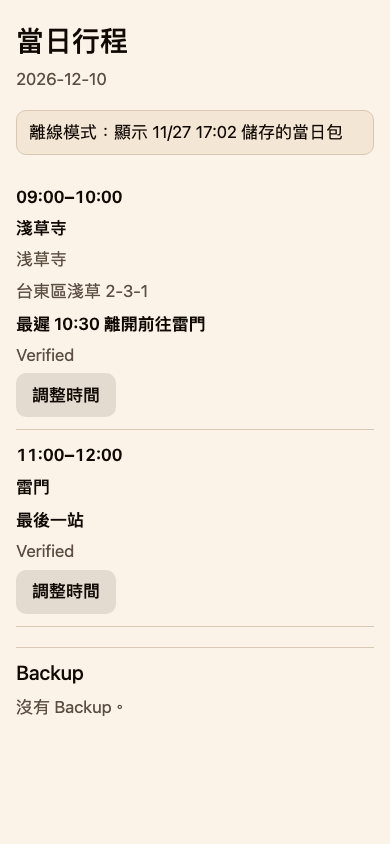 當日行程
2026-12-10
離線模式：顯示 11/27 17:02 儲存的當日包
09:00–10:00
淺草寺
浅草寺
台東區淺草 2-3-1
最遲 10:30 離開前往雷門
Verified
調整時間
11:00–12:00
雷門
最後一站
Verified
調整時間
Backup
沒有 Backup。